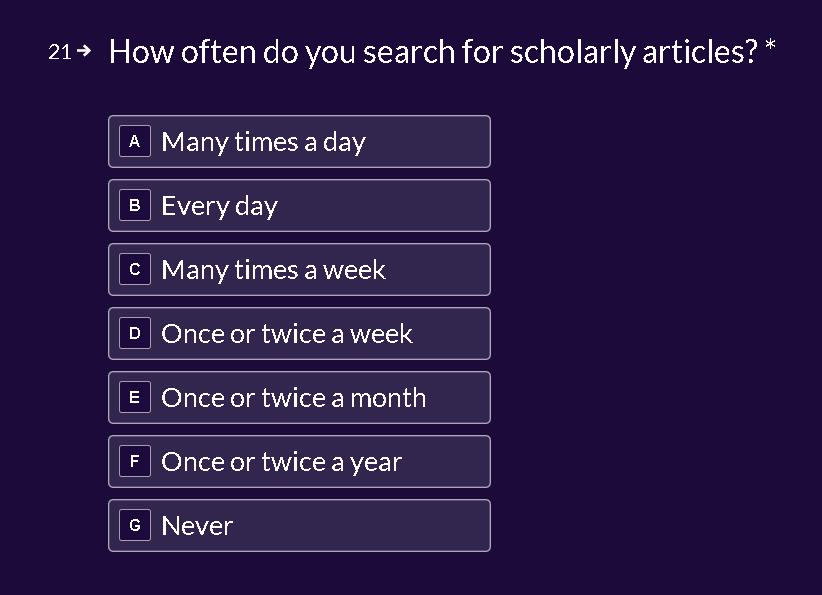 21→ How often do you search for scholarly articles? *
A Many times a day
B Every day
C Many times a week
D Once or twice a week
E Once or twice a month
F Once or twice a year
G Never